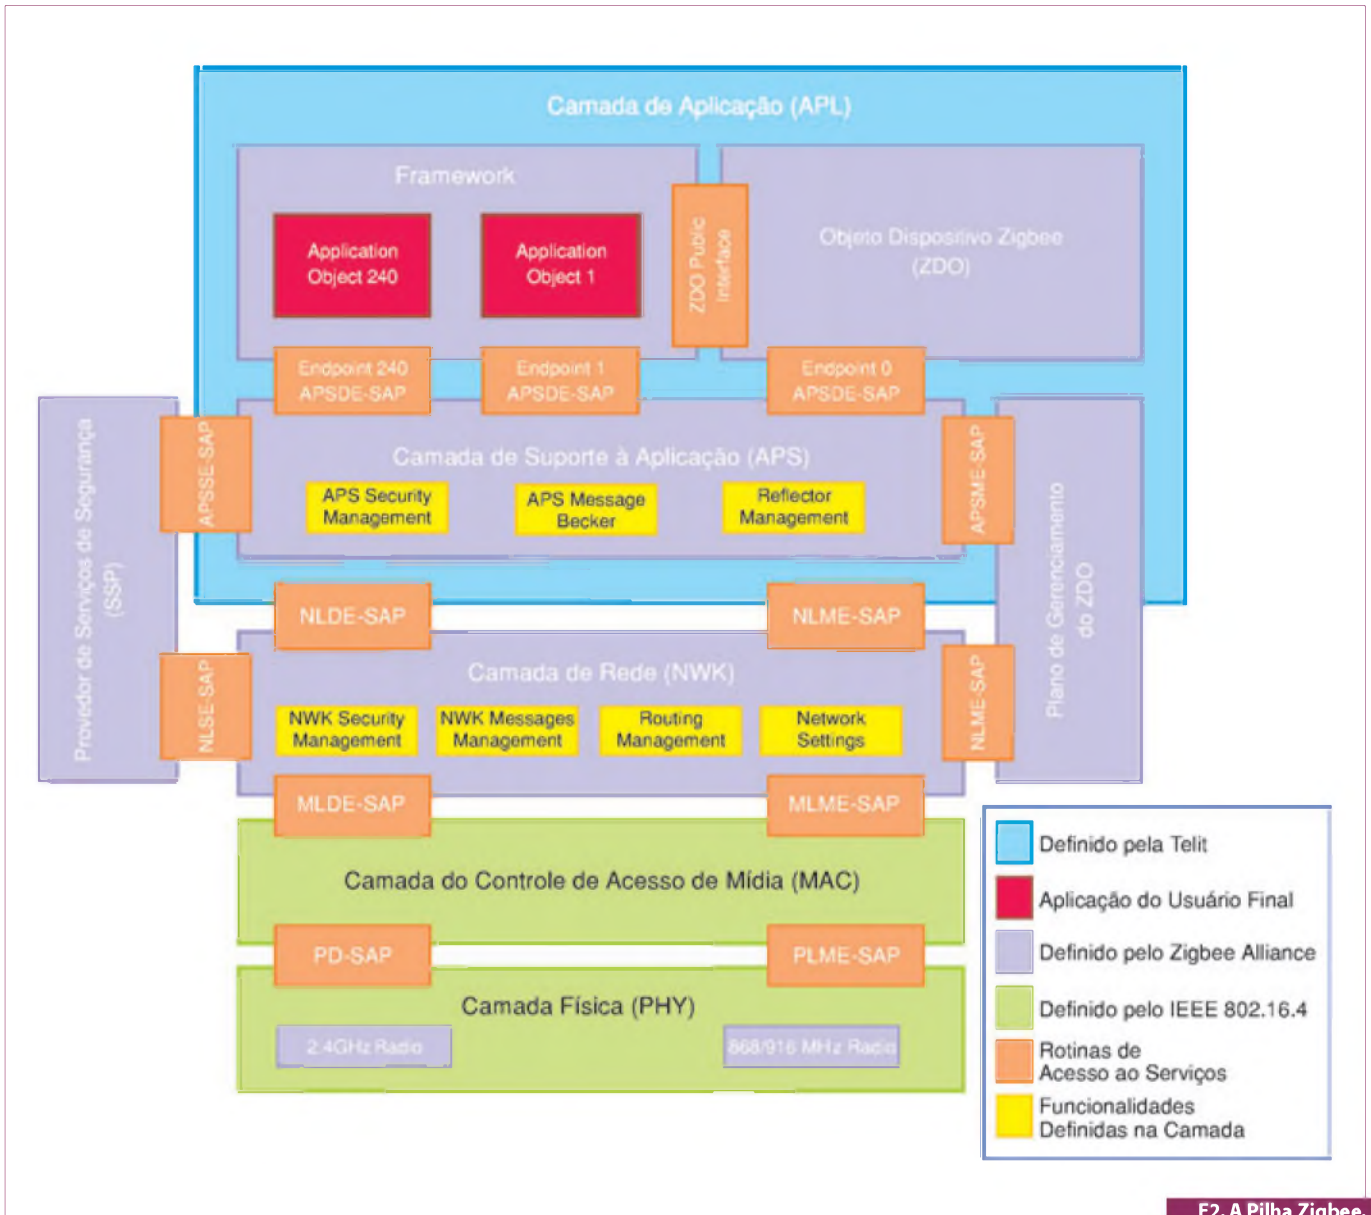 Camada de Aplicação (APL)
Framework
Application
Object 240
Application
Object 1
ZDO Public
Interface
Objeto Dispositivo Zigbee
(ZDO)
Endpoint 240
APSDE-SAP
Endpoint 1
APSDE-SAP
Endpoint 0
APSDE-SAP
Provedor de Serviços de Segurança
(SSP)
APSSE-SAP
Camada de Suporte à Aplicação (APS)
APS Security
Management
APS Message
Becker
Reflector
Management
APSME-SAP
Plano de Gerenciamento
do ZDO
NLDE-SAP
NLME-SAP
NLSE-SAP
Camada de Rede (NWK)
NWK Security
Management
NWK Messages
Management
Routing
Management
Network
Settings
NLME-SAP
MLDE-SAP
MLME-SAP
Camada do Controle de Acesso de Mídia (MAC)
PD-SAP
PLME-SAP
Camada Física (PHY)
2.4GHz Radio
868/916 MHz Radio
Definido pela Telit
Aplicação do Usuário Final
Definido pelo Zigbee Alliance
Definido pelo IEEE 802.16.4
Rotinas de
Acesso ao Serviços
Funcionalidades
Definidas na Camada
F2. A Pilha Zigbee.